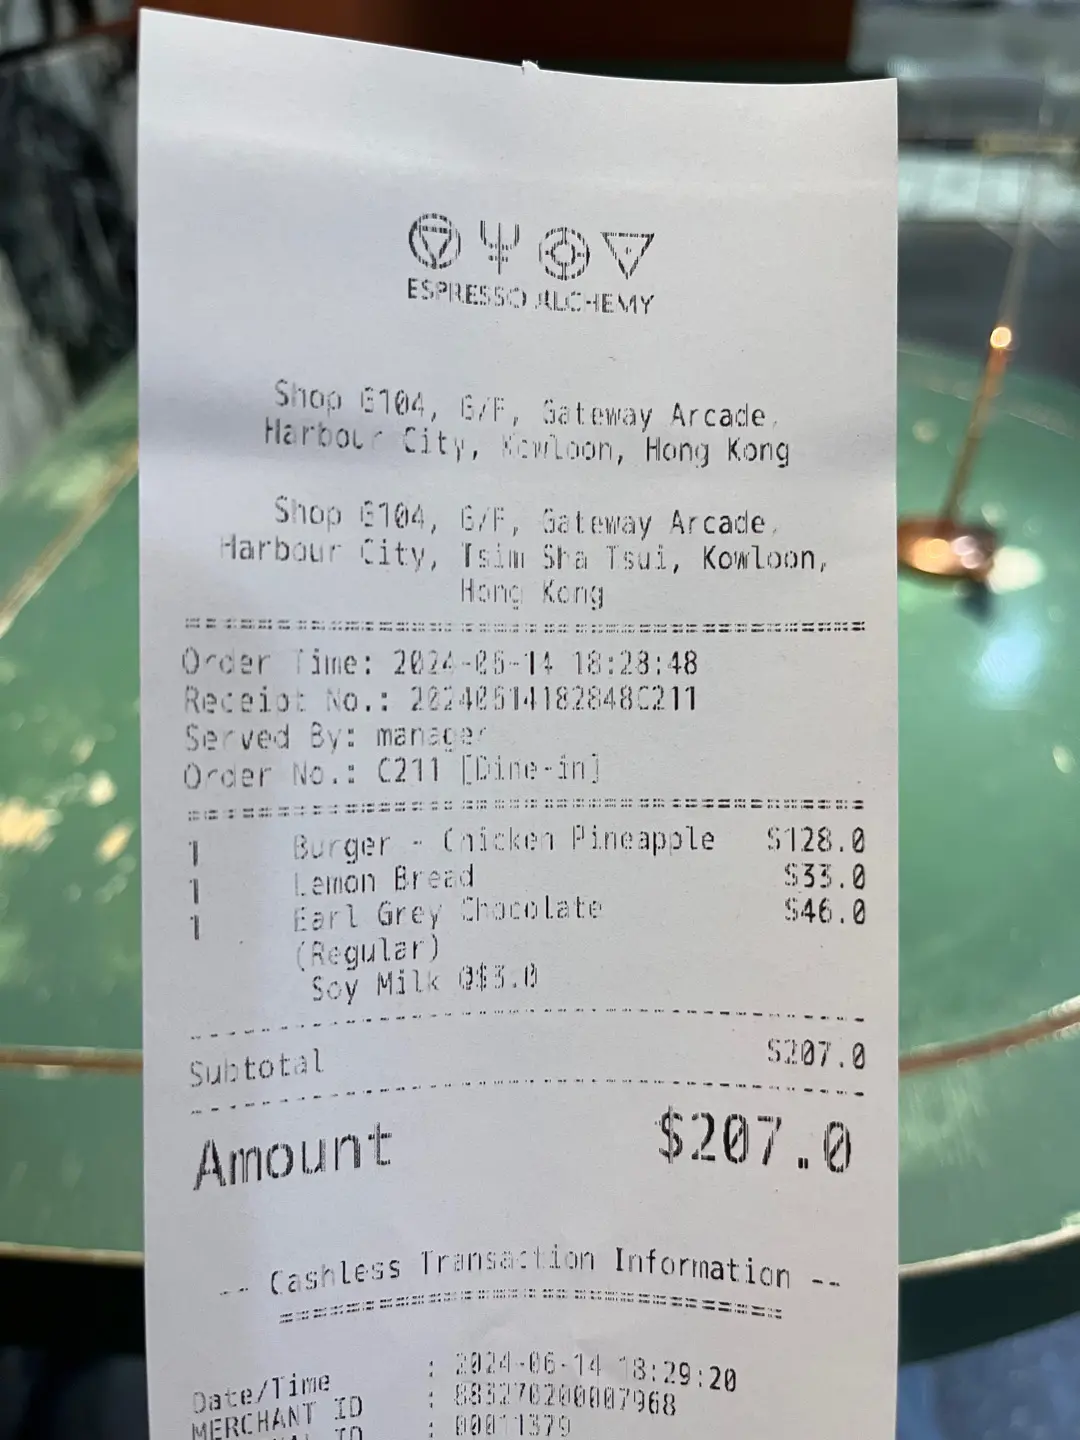 ESPRESSO ALCHEMY
Shop G104, G/F, Gateway Arcade,
Harbour City, Kowloon, Hong Kong
Shop G104, G/F, Gateway Arcade,
Harbour City, Tsim Sha Tsui, Kowloon,
Hong Kong
Order Time: 2024-06-14 18:28:48
Receipt No.: 20240614182848C211
Served By: manager
Order No.: C211 [Dine-in]
1 Burger - Chicken Pineapple $128.0
1 Lemon Bread $33.0
1 Earl Grey Chocolate $46.0
(Regular)
Soy Milk @$3.0
Subtotal $207.0
Amount $207.0
-- Cashless Transaction Information --
Date/Time : 2024-06-14 18:29:20
MERCHANT ID : 883270200007968
ID : 00011379